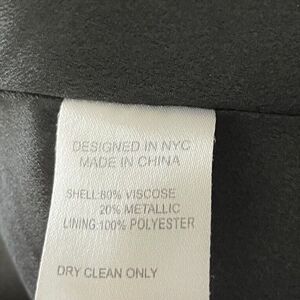 DESIGNED IN NYC
MADE IN CHINA
SHELL:80% VISCOSE
20% METALLIC
LINING:100% POLYESTER
DRY CLEAN ONLY